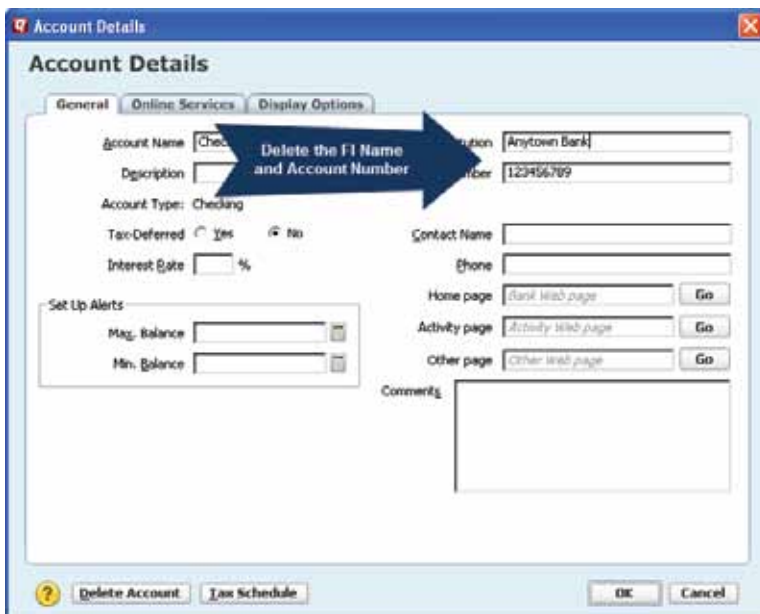 Account Details
Account Details
General Online Services Display Options
Account Name Chec
Delete the FI Name
and Account Number
tution Anytown Bank
Description
mber 123456789
Account Type: Checking
Tax-Deferred Yes No
Contact Name
Interest Rate %
Phone
Home page Bank Web page Go
Set Up Alerts
Activity page Activity Web page Go
Max. Balance
Other page Other Web page Go
Min. Balance
Comments
? Delete Account Tax Schedule OK Cancel